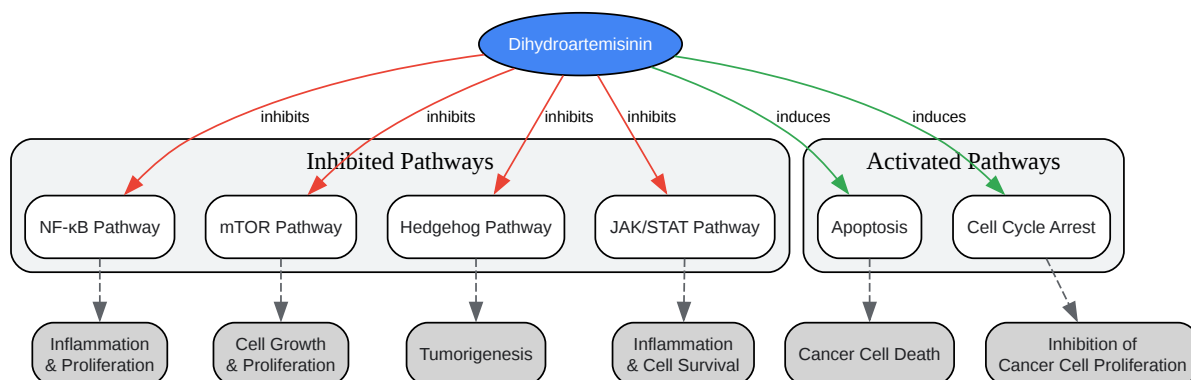 Dihydroartemisinin
inhibits
inhibits
inhibits
inhibits
induces
induces
Inhibited Pathways
Activated Pathways
NF-κB Pathway
mTOR Pathway
Hedgehog Pathway
JAK/STAT Pathway
Apoptosis
Cell Cycle Arrest
Inflammation
& Proliferation
Cell Growth
& Proliferation
Tumorigenesis
Inflammation
& Cell Survival
Cancer Cell Death
Inhibition of
Cancer Cell Proliferation